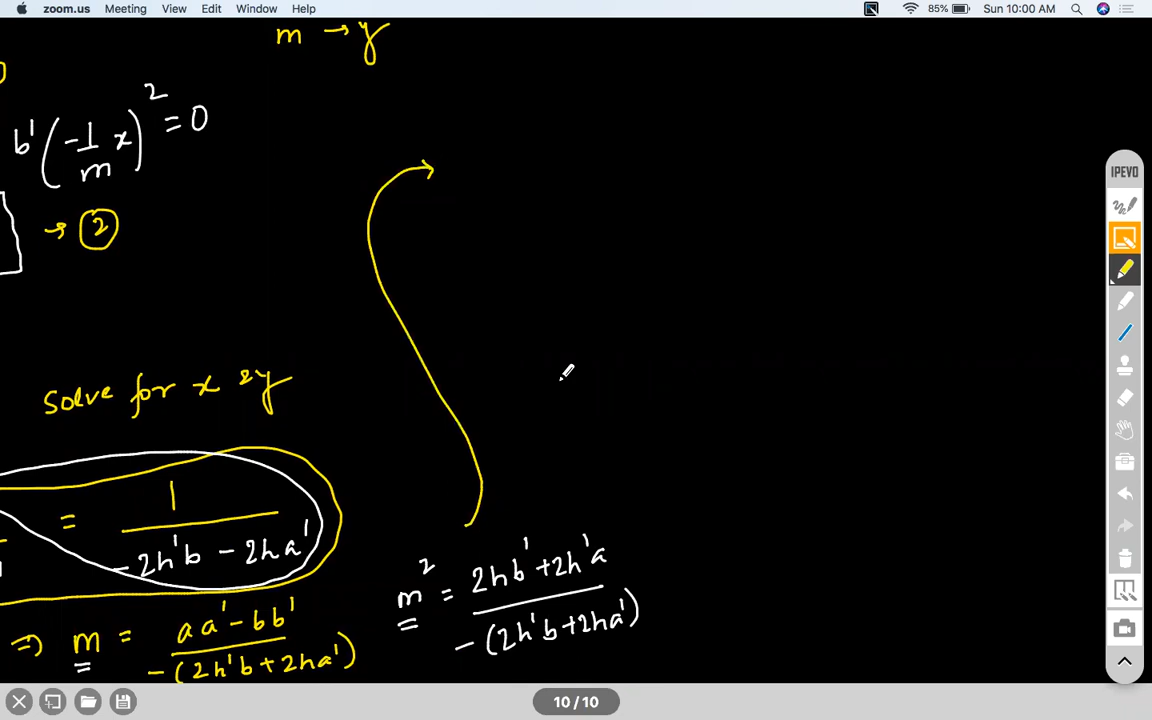 zoom.us Meeting View Edit Window Help 85% Sun 10:00 AM
m → y
b'(-1/m x)² = 0
→ ②
IPEVO
Solve for x & y
= 1/(-2h'b - 2ha')
⇒ m = (aa' - bb')/(-(2h'b + 2ha'))
m² = (2hb' + 2h'a)/(-(2h'b + 2ha'))
10/10